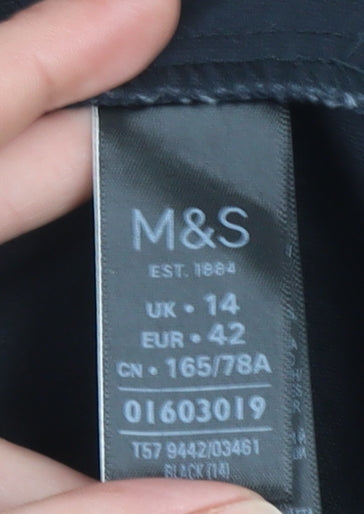 M&S
EST. 1884
UK • 14
EUR • 42
CN • 165/78A
01603019
T57 9442/03461
BLACK (14)